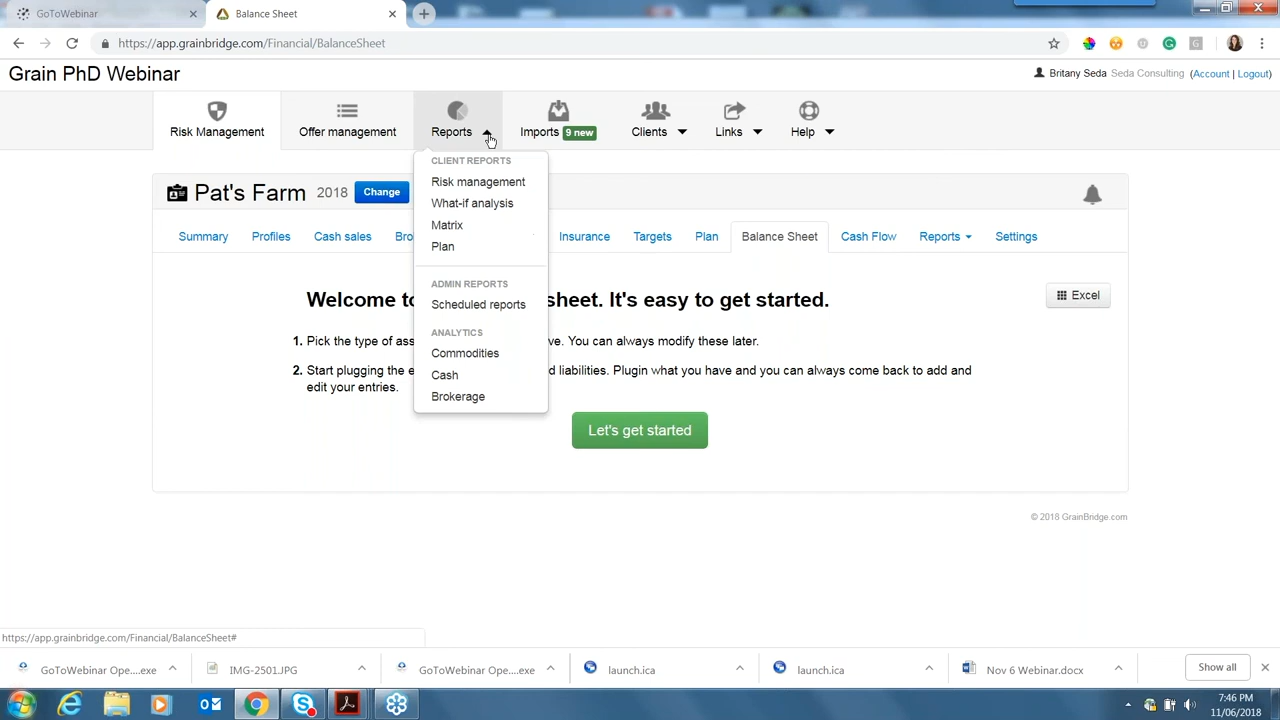 GoToWebinar
Balance Sheet
https://app.grainbridge.com/Financial/BalanceSheet
Grain PhD Webinar
Britany Seda Seda Consulting (Account | Logout)
Risk Management
Offer management
Reports
Imports 9 new
Clients
Links
Help
CLIENT REPORTS
Risk management
What-if analysis
Matrix
Plan
ADMIN REPORTS
Scheduled reports
ANALYTICS
Commodities
Cash
Brokerage
Pat's Farm 2018 Change
Summary Profiles Cash sales Bro Insurance Targets Plan Balance Sheet Cash Flow Reports Settings
Welcome to sheet. It's easy to get started.
Excel
1. Pick the type of ass ve. You can always modify these later.
2. Start plugging the e d liabilities. Plugin what you have and you can always come back to add and
edit your entries.
Let's get started
© 2018 GrainBridge.com
https://app.grainbridge.com/Financial/BalanceSheet#
GoToWebinar Ope....exe
IMG-2501.JPG
GoToWebinar Ope....exe
launch.ica
launch.ica
Nov 6 Webinar.docx
Show all
7:46 PM
11/06/2018